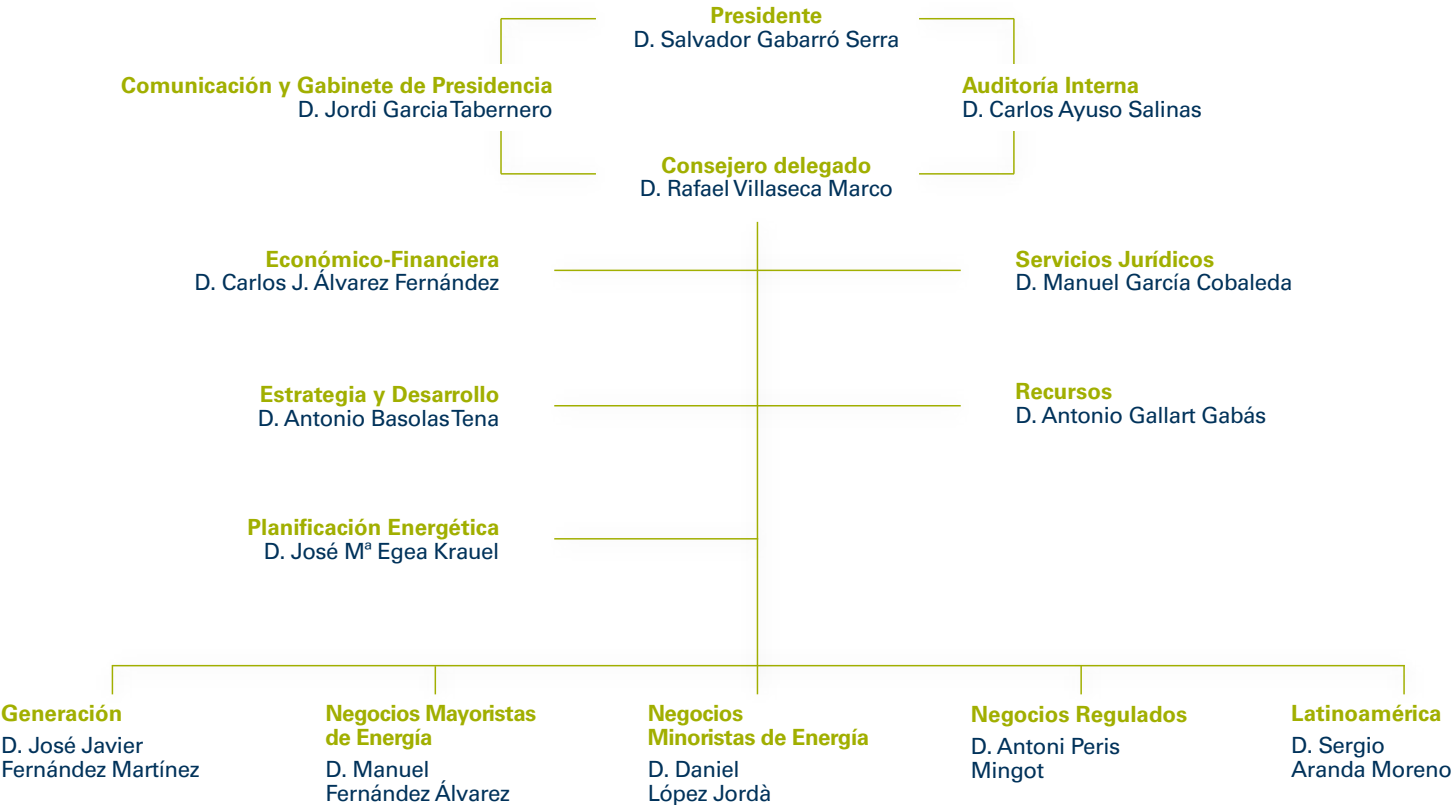 Presidente
D. Salvador Gabarró Serra
Comunicación y Gabinete de Presidencia
D. Jordi Garcia Tabernero
Auditoría Interna
D. Carlos Ayuso Salinas
Consejero delegado
D. Rafael Villaseca Marco
Económico-Financiera
D. Carlos J. Álvarez Fernández
Servicios Jurídicos
D. Manuel García Cobaleda
Estrategia y Desarrollo
D. Antonio Basolas Tena
Recursos
D. Antonio Gallart Gabás
Planificación Energética
D. José Mª Egea Krauel
Generación
D. José Javier
Fernández Martínez
Negocios Mayoristas
de Energía
D. Manuel
Fernández Álvarez
Negocios
Minoristas de Energía
D. Daniel
López Jordà
Negocios Regulados
D. Antoni Peris
Mingot
Latinoamérica
D. Sergio
Aranda Moreno